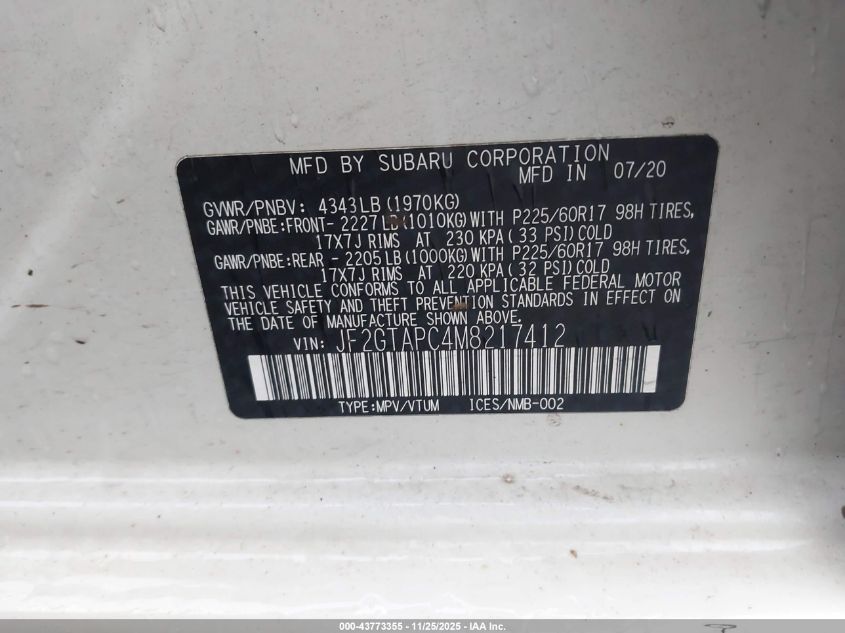 MFD BY SUBARU CORPORATION
MFD IN 07/20
GVWR/PNBV: 4343LB(1970KG)
GAWR/PNBE:FRONT- 2227LB(1010KG)WITH P225/60R17 98H TIRES,
17X7J RIMS AT 230 KPA( 33 PSI)COLD
GAWR/PNBE:REAR - 2205LB(1000KG)WITH P225/60R17 98H TIRES,
17X7J RIMS AT 220 KPA( 32 PSI)COLD
THIS VEHICLE CONFORMS TO ALL APPLICABLE FEDERAL MOTOR
VEHICLE SAFETY AND THEFT PREVENTION STANDARDS IN EFFECT ON
THE DATE OF MANUFACTURE SHOWN ABOVE.
VIN: JF2GTAPC4M8217412
TYPE:MPV/VTUM ICES/NMB-002
000-43773355 - 11/25/2025 - IAA Inc.